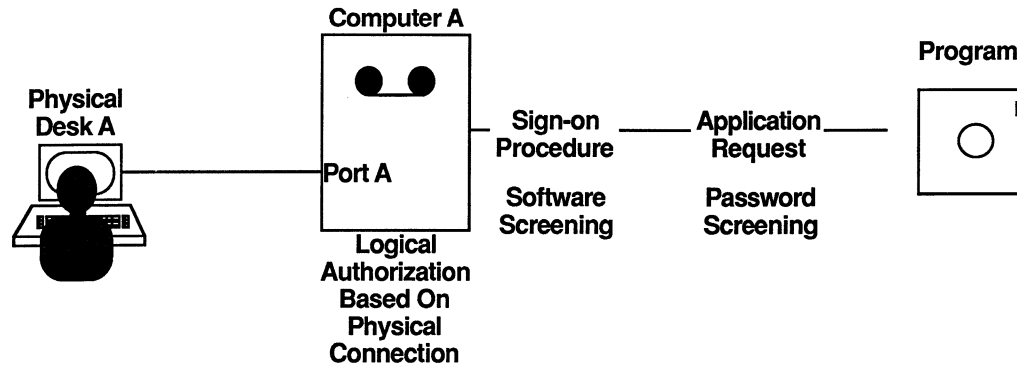 Computer A
Physical
Desk A
Port A
Logical
Authorization
Based On
Physical
Connection
Sign-on
Procedure
Software
Screening
Application
Request
Password
Screening
Program